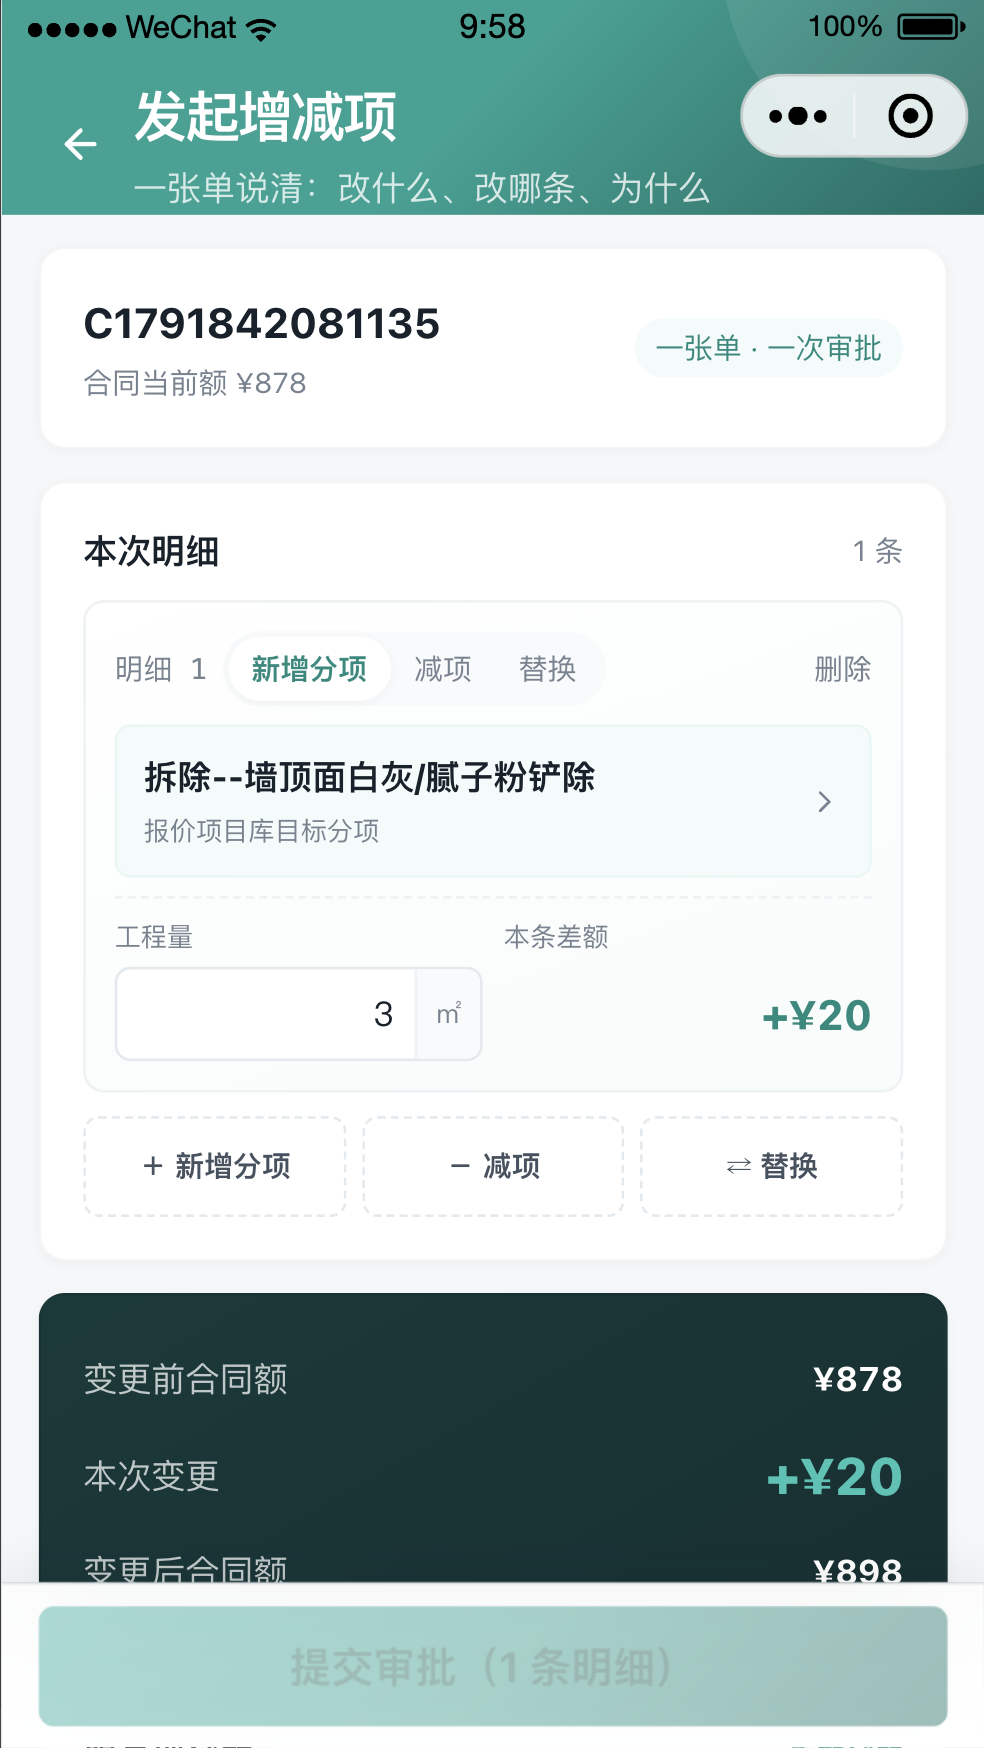 WeChat 9:58 100%
发起增减项
一张单说清：改什么、改哪条、为什么
C1791842081135
合同当前额 ¥878
一张单 · 一次审批
本次明细
1 条
明细 1 新增分项 减项 替换 删除
拆除--墙顶面白灰/腻子粉铲除
报价项目库目标分项
工程量 本条差额
3 ㎡ +¥20
+ 新增分项 − 减项 ⇄ 替换
变更前合同额 ¥878
本次变更 +¥20
变更后合同额 ¥898
提交审批（1 条明细）